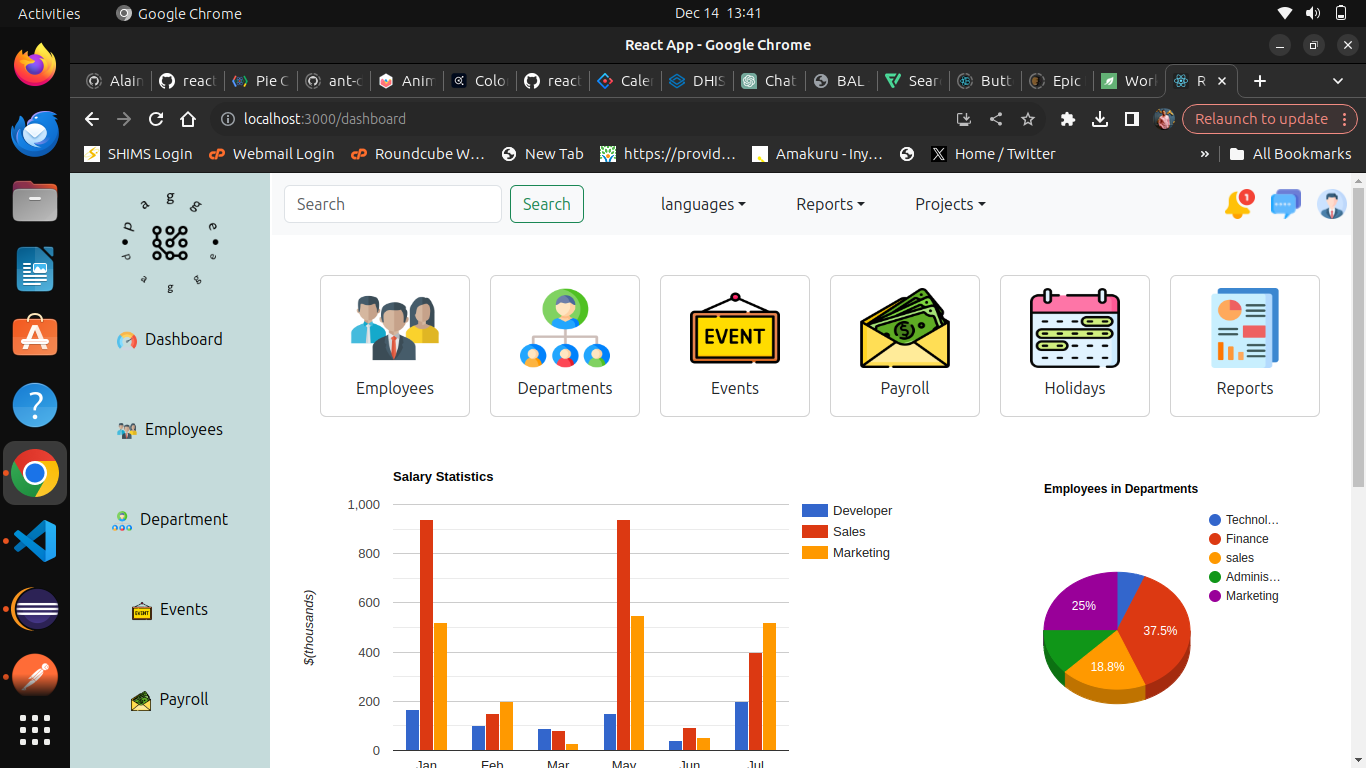 Activities Google Chrome Dec 14 13:41
React App - Google Chrome
Alain react Pie C ant-c Anim Colo react Caler DHIS Chat BAL Sear Butt Epic Worl R
localhost:3000/dashboard Relaunch to update
SHIMS Login Webmail Login Roundcube W… New Tab https://provid… Amakuru - Iny… Home / Twitter » All Bookmarks
Search Search languages Reports Projects 1
Dashboard
Employees
Department
Events
Payroll
EVENT
Employees Departments Events Payroll Holidays Reports
Salary Statistics
$(thousands)
1,000
800
600
400
200
0
Jan Feb Mar May Jun Jul
Developer
Sales
Marketing
Employees in Departments
Technol…
Finance
sales
Adminis…
Marketing
25%
37.5%
18.8%